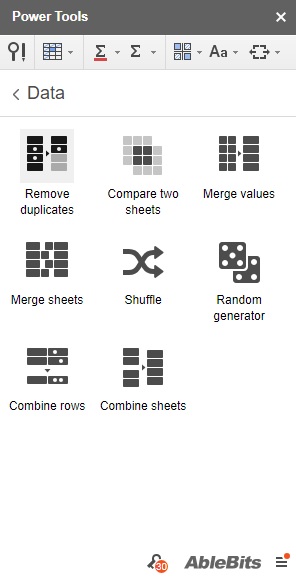 Power Tools
Σ Σ Aa
Data
Remove duplicates
Compare two sheets
Merge values
Merge sheets
Shuffle
Random generator
Combine rows
Combine sheets
30 AbleBits